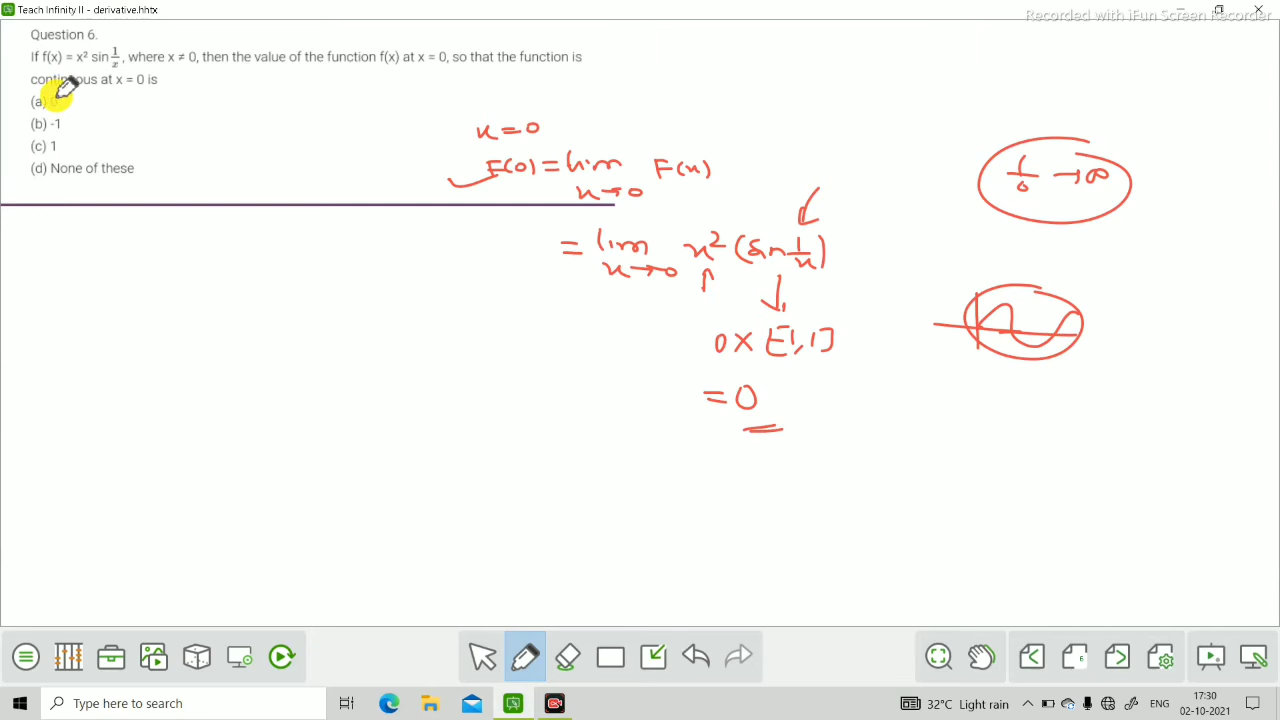 Teach Infinity II - derivative.hhtx
Recorded with iFun Screen Recorder
Question 6.
If f(x) = x² sin 1/x , where x ≠ 0, then the value of the function f(x) at x = 0, so that the function is
continuous at x = 0 is
(a)
(b) -1
(c) 1
(d) None of these
x = 0
F(0) = lim x→0 F(x)
= lim x→0 x² (sin 1/x)
0 × [-1, 1]
= 0
1/0 → ∞
6
Type here to search
32°C Light rain
ENG
17:30
02-10-2021